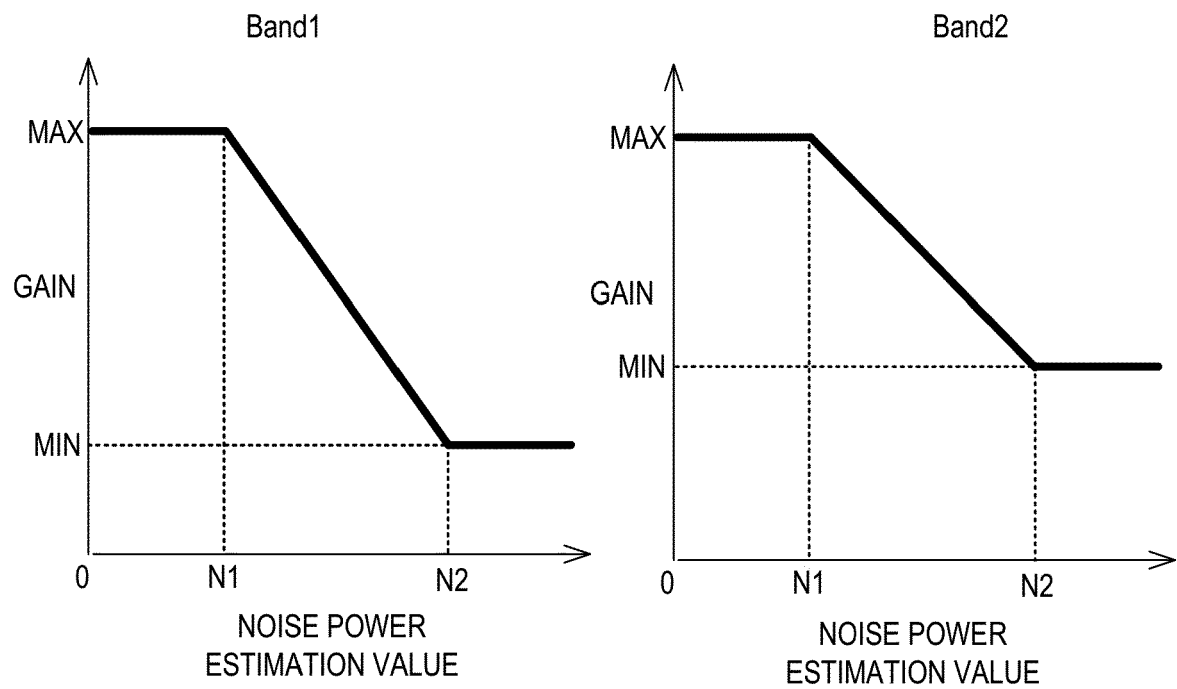 Band1
MAX
GAIN
MIN
0
N1
N2
NOISE POWER
ESTIMATION VALUE
Band2
MAX
GAIN
MIN
0
N1
N2
NOISE POWER
ESTIMATION VALUE